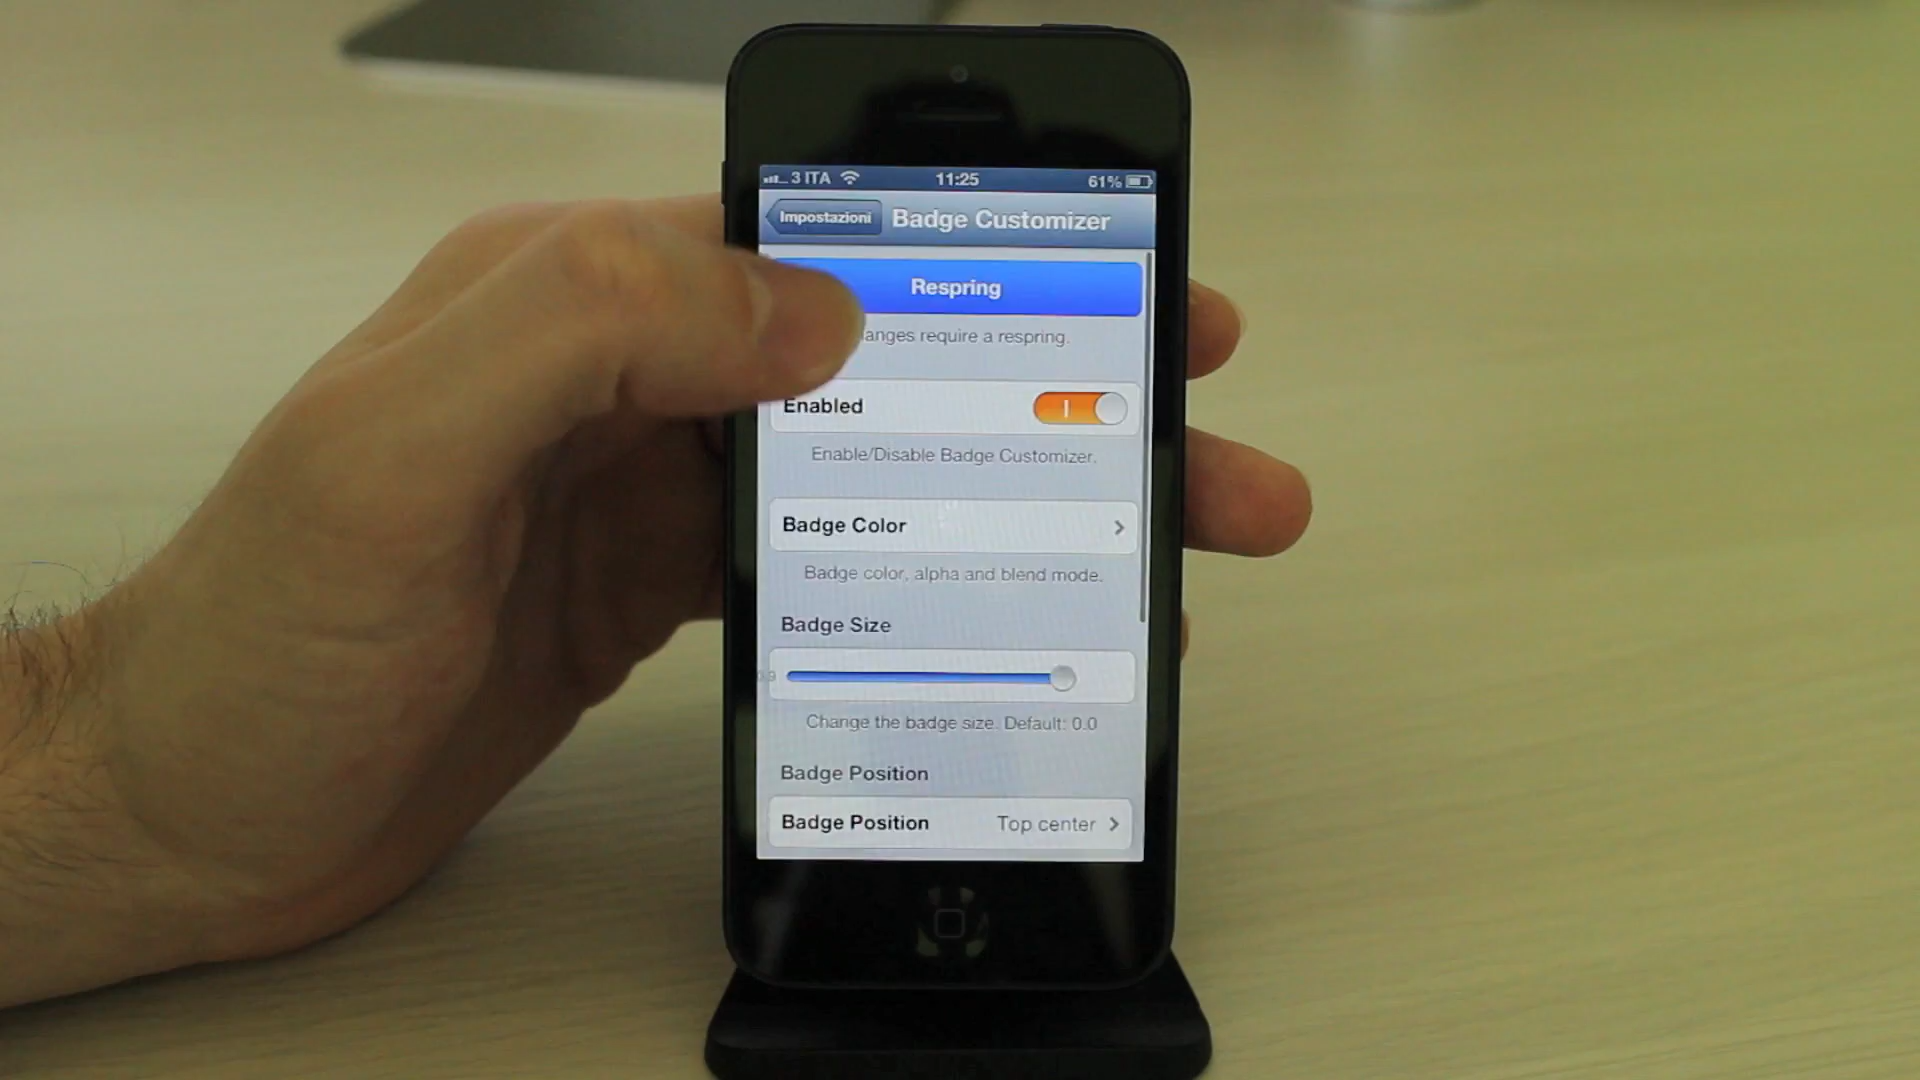 3 ITA 11:25 61%
Impostazioni Badge Customizer
Respring
require a respring.
Enabled
Enable/Disable Badge Customizer.
Badge Color
Badge color, alpha and blend mode.
Badge Size
Change the badge size. Default: 0.0
Badge Position
Badge Position Top center